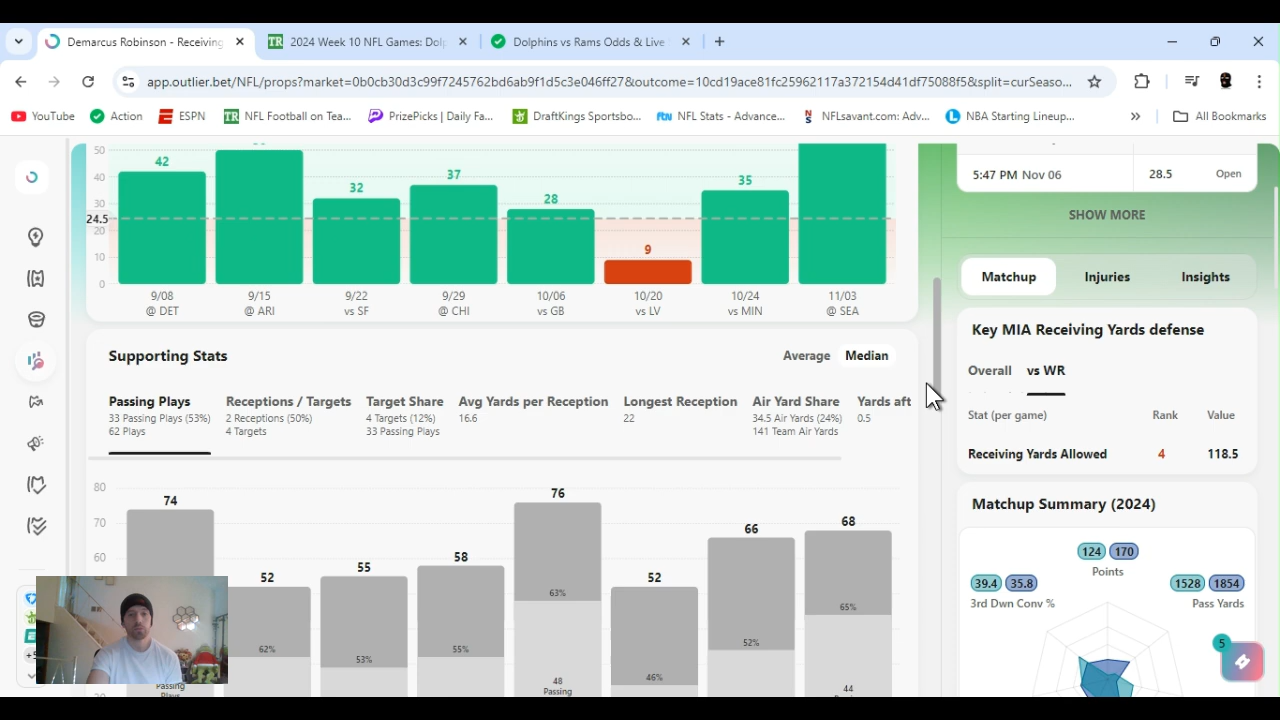 Demarcus Robinson - Receiving
2024 Week 10 NFL Games: Dol
Dolphins vs Rams Odds & Live
app.outlier.bet/NFL/props?market=0b0cb30d3c99f7245762bd6ab9f1d5c3e046ff27&outcome=10cd19ace81fc25962117a372154d41df75088f5&split=curSeaso...
YouTube Action ESPN NFL Football on Tea... PrizePicks | Daily Fa... DraftKings Sportsbo... NFL Stats - Advance... NFLsavant.com: Adv... NBA Starting Lineup... » All Bookmarks
50
40
30
24.5
20
10
0
42 32 37 28 9 35
9/08 9/15 9/22 9/29 10/06 10/20 10/24 11/03
@ DET @ ARI vs SF @ CHI vs GB vs LV vs MIN @ SEA
5:47 PM Nov 06 28.5 Open
SHOW MORE
Matchup Injuries Insights
Supporting Stats
Average Median
Passing Plays Receptions / Targets Target Share Avg Yards per Reception Longest Reception Air Yard Share Yards aft
33 Passing Plays (53%) 2 Receptions (50%) 4 Targets (12%) 16.6 22 34.5 Air Yards (24%) 0.5
62 Plays 4 Targets 33 Passing Plays 141 Team Air Yards
80
70
60
74 52 55 58 76 52 66 68
62% 53% 55% 63% 46% 52% 65%
Passing
48
Passing
44
Key MIA Receiving Yards defense
Overall vs WR
Stat (per game) Rank Value
Receiving Yards Allowed 4 118.5
Matchup Summary (2024)
124 170
Points
39.4 35.8
3rd Dwn Conv %
1528 1854
Pass Yards
5